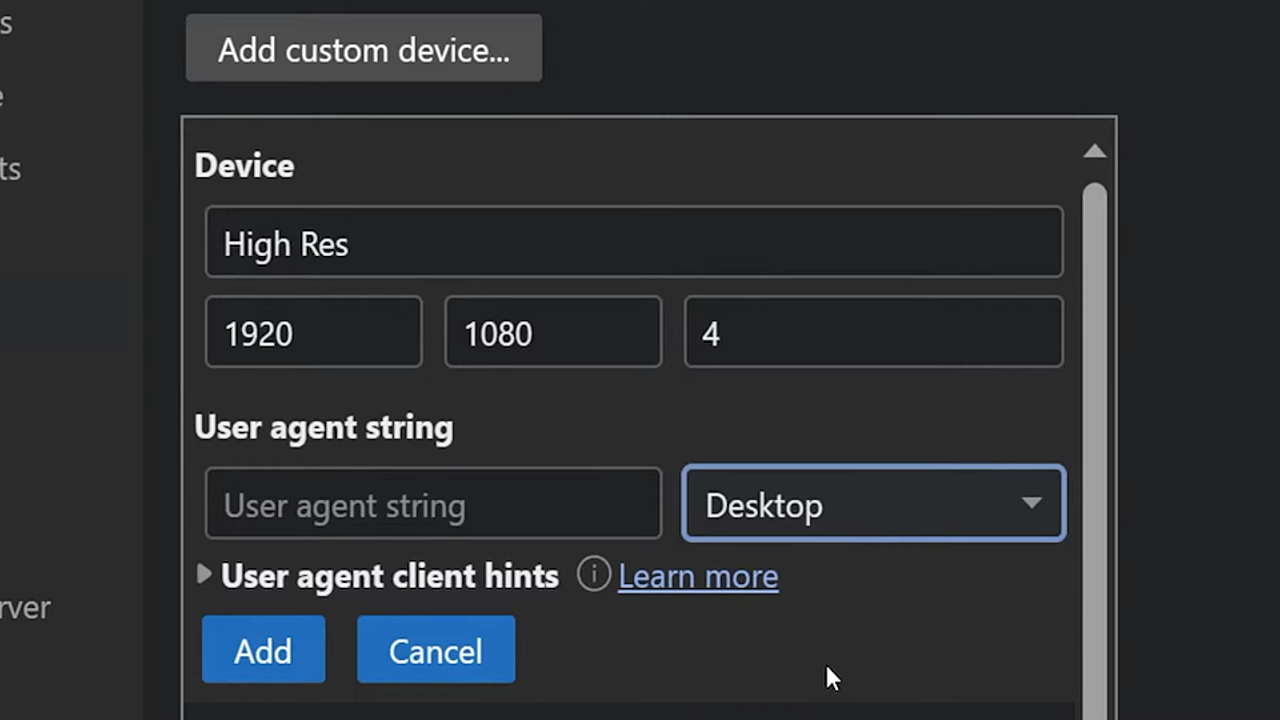 Add custom device...
Device
High Res
1920 1080 4
User agent string
User agent string Desktop
User agent client hints Learn more
Add Cancel